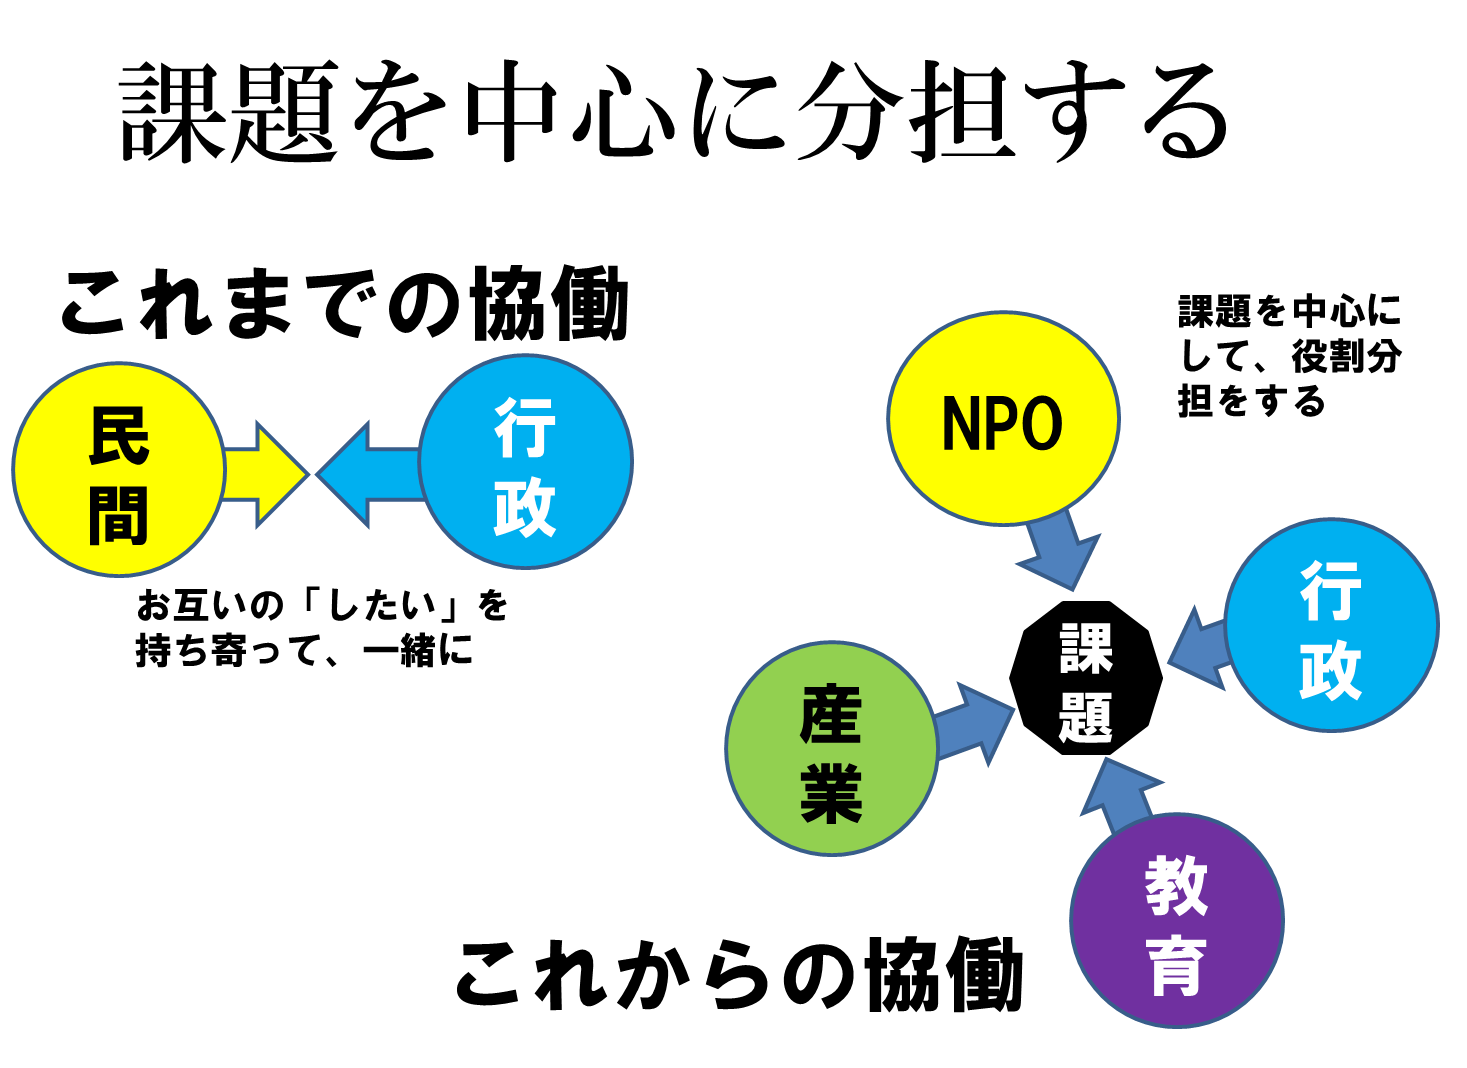 課題を中心に分担する
これまでの協働
民間
行政
お互いの「したい」を
持ち寄って、一緒に
NPO
課題を中心に
して、役割分
担をする
行政
課題
産業
教育
これからの協働